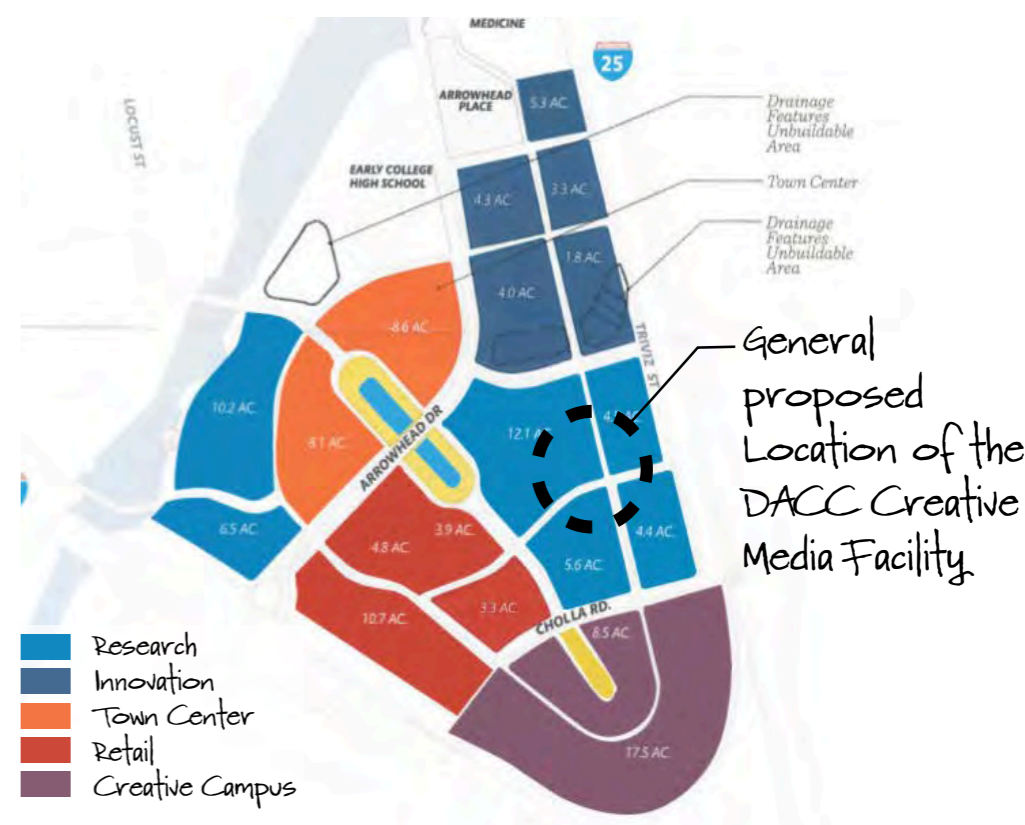 MEDICINE
25
ARROWHEAD
PLACE
5.3 AC.
LOCUST ST
Drainage
Features
Unbuildable
Area
EARLY COLLEGE
HIGH SCHOOL
4.3 AC.
3.3 AC.
Town Center
Drainage
Features
Unbuildable
Area
1.8 AC.
4.0 AC.
8.6 AC.
TRIVIZ ST
General
proposed
Location of the
DACC Creative
Media Facility
10.2 AC.
8.1 AC.
ARROWHEAD DR
12.1 AC.
6.5 AC.
4.8 AC.
3.9 AC.
4.4 AC.
5.6 AC.
10.7 AC.
3.3 AC.
CHOLLA RD.
8.5 AC.
17.5 AC.
Research
Innovation
Town Center
Retail
Creative Campus